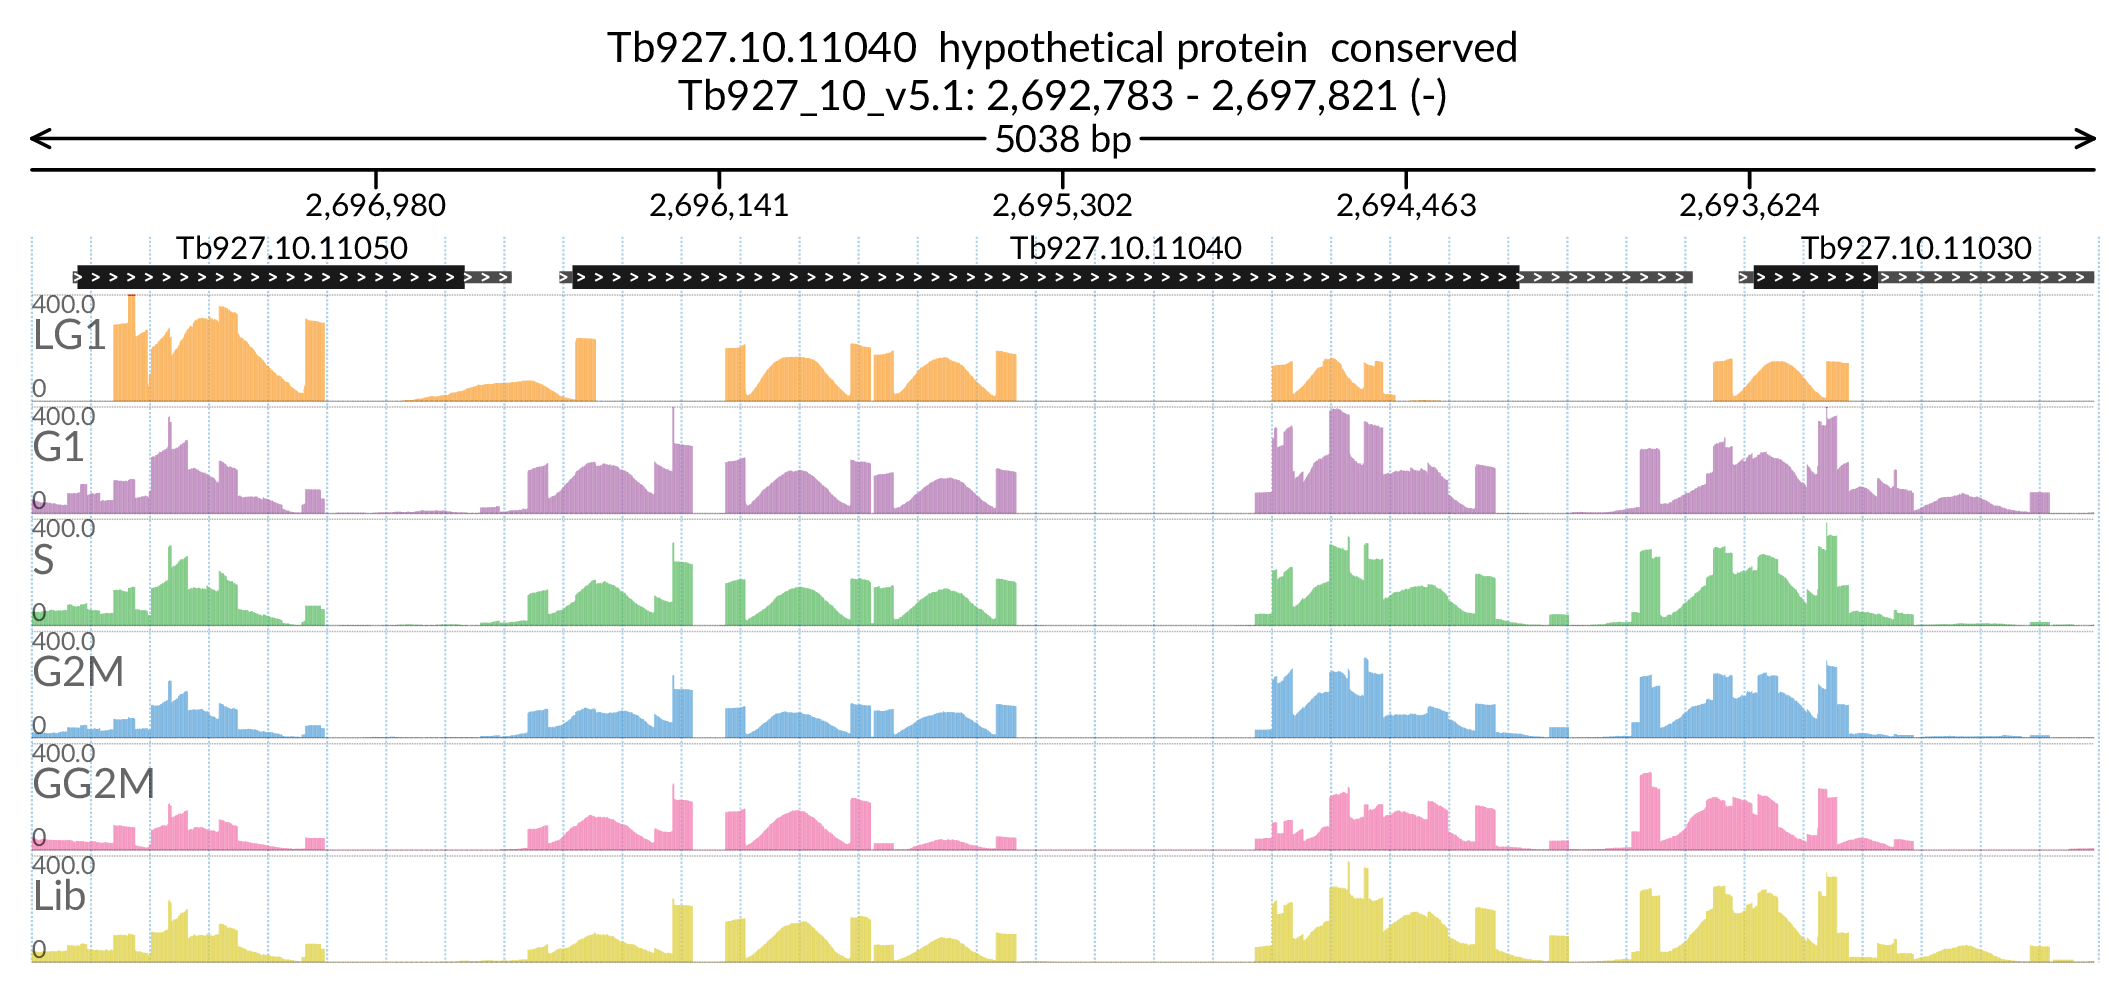 Tb927.10.11040 hypothetical protein conserved
Tb927_10_v5.1: 2,692,783 - 2,697,821 (-)
5038 bp
2,696,980 2,696,141 2,695,302 2,694,463 2,693,624
Tb927.10.11050 Tb927.10.11040 Tb927.10.11030
400.0
LG1
0
400.0
G1
0
400.0
S
0
400.0
G2M
0
400.0
GG2M
0
400.0
Lib
0